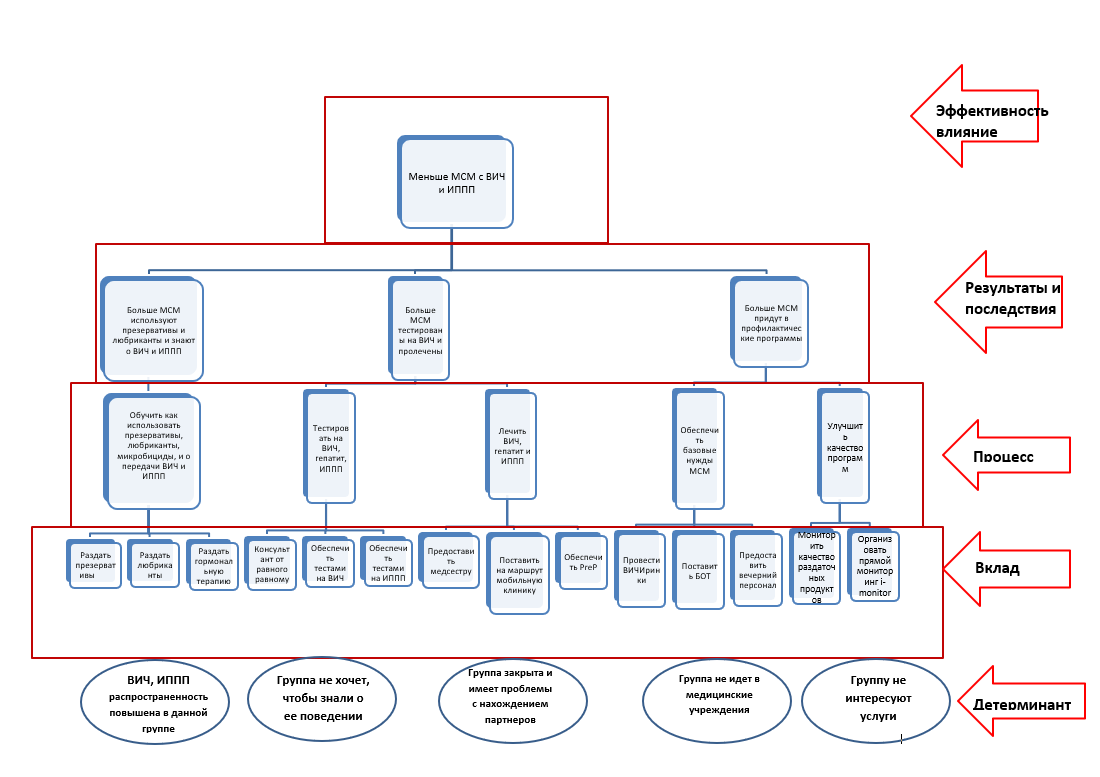 Эффективность
влияние
Меньше МСМ с ВИЧ
и ИППП
Результаты и
последствия
Больше МСМ
используют
презервативы и
любриканты и знают
о ВИЧ и ИППП
Больше
МСМ
тестирован
ы на ВИЧ и
пролечены
Больше МСМ
придут в
профилактичес
кие программы
Процесс
Обучить как
использовать
презервативы,
любриканты,
микробициды, и о
передачи ВИЧ и
ИППП
Тестиров
ать на
ВИЧ,
гепатит,
ИППП
Лечить
ВИЧ,
гепатит и
ИППП
Обеспечи
ть
базовые
нужды
МСМ
Улучшит
ь
качество
програм
м
Вклад
Раздать
презерват
ивы
Раздать
любрика
нты
Раздать
гормонал
ьную
терапию
Консульт
ант от
равного
равному
Обеспечи
ть
тестами
на ВИЧ
Обеспечи
ть
тестами
на ИППП
Предостави
ть
медсестру
Поставить
на маршрут
мобильную
клинику
Обеспечи
ть PreP
Провести
ВИЧИрин
ки
Поставит
ь БОТ
Предоста
вить
вечерний
персонал
Монитор
ить
качество
раздаточ
ных
продукт
ов
Организ
овать
прямой
монитор
инг i-
monitor
Детерминант
ВИЧ, ИППП
распространенность
повышена в данной
группе
Группа не хочет,
чтобы знали о
ее поведении
Группа закрыта и
имеет проблемы
с нахождением
партнеров
Группа не идет в
медицинские
учреждения
Группу не
интересуют
услуги